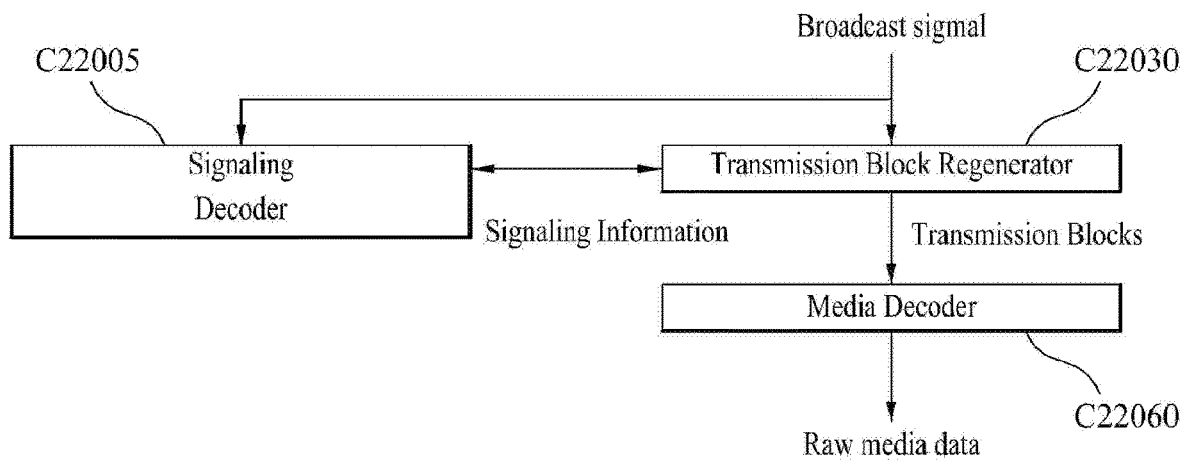 Broadcast sigmal
C22005
C22030
Signaling
Decoder
Transmission Block Regenerator
Signaling Information
Transmission Blocks
Media Decoder
C22060
Raw media data